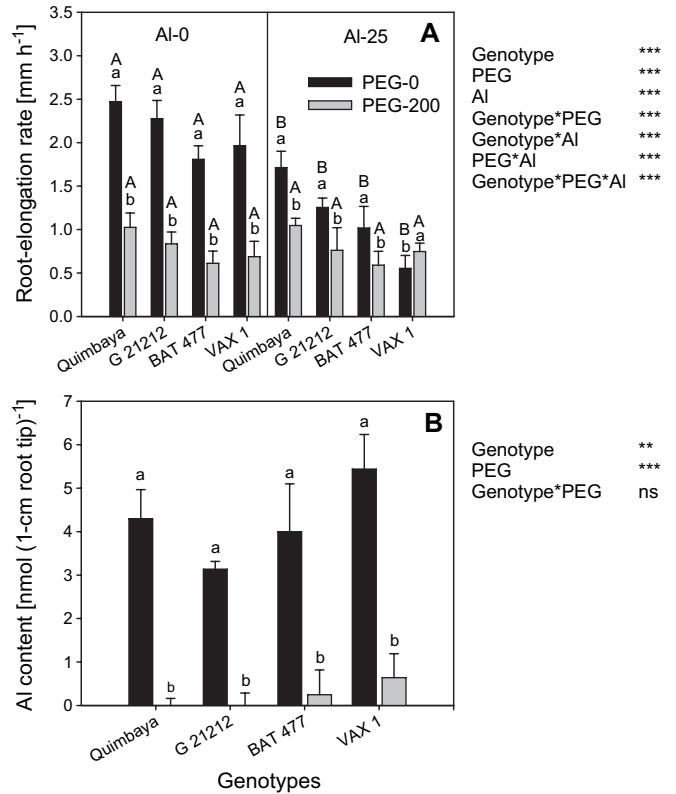 Root-elongation rate [mm h-1]
3.5
3.0
2.5
2.0
1.5
1.0
0.5
0.0
Al-0
Al-25
A
PEG-0
PEG-200
A
a
A
b
A
a
A
b
A
a
A
b
A
a
A
b
B
a
A
b
B
a
A
b
B
a
A
b
B
b
A
a
Quimbaya
G 21212
BAT 477
VAX 1
Quimbaya
G 21212
BAT 477
VAX 1
Genotype ***
PEG ***
Al ***
Genotype*PEG ***
Genotype*Al ***
PEG*Al ***
Genotype*PEG*Al ***
Al content [nmol (1-cm root tip)-1]
7
6
5
4
3
2
1
0
B
a
b
a
b
a
b
a
b
Quimbaya
G 21212
BAT 477
VAX 1
Genotypes
Genotype **
PEG ***
Genotype*PEG ns